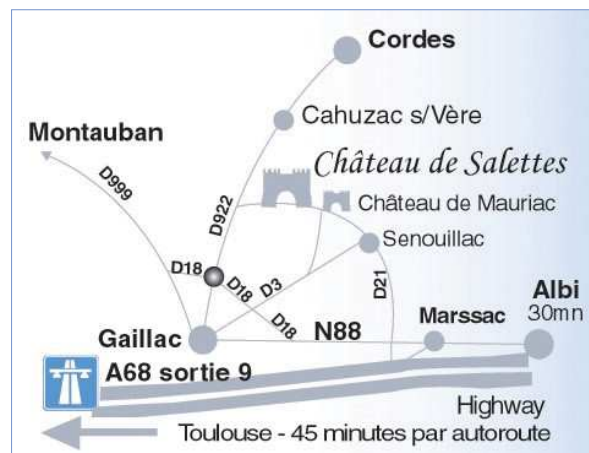 Cordes
Cahuzac s/Vère
Montauban
Château de Salettes
D999
D922
Château de Mauriac
Senouillac
D18
D18
D3
D21
D18
Albi
30mn
Gaillac
N88
Marssac
A68 sortie 9
Highway
Toulouse - 45 minutes par autoroute